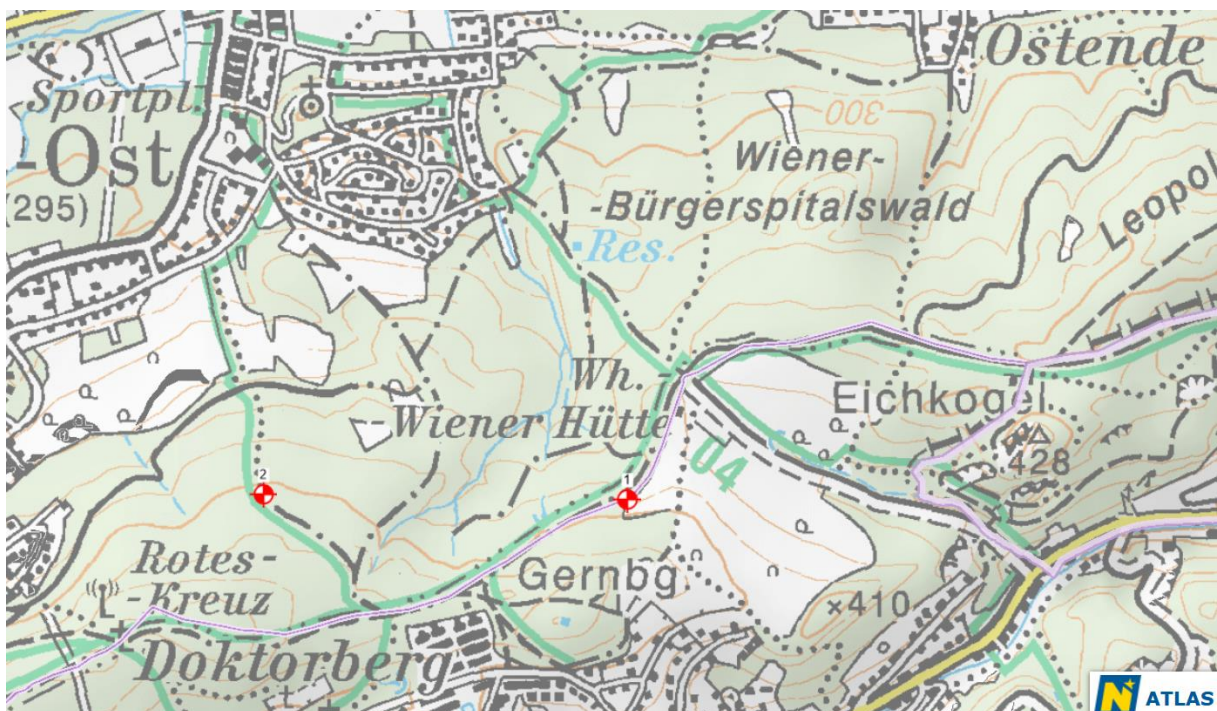 Ostende
Sportpl.
-Ost
(295)
300
Wiener-
-Bürgerspitalswald
Leopol
Res.
Wh.
Wiener Hütte
Eichkogel
428
04
2
1
Rotes-
-Kreuz
Gernbg
×410
Doktorberg
N ATLAS